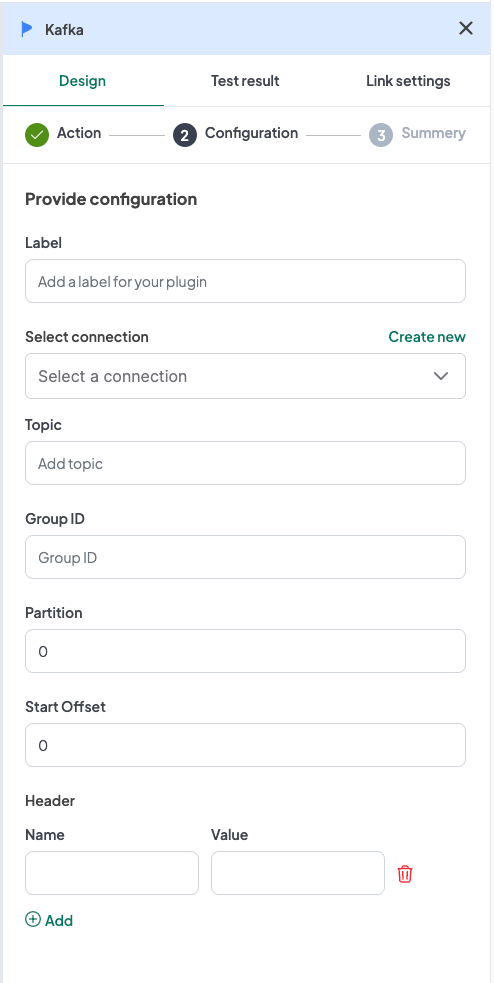 Kafka
Design Test result Link settings
Action 2 Configuration 3 Summery
Provide configuration
Label
Add a label for your plugin
Select connection Create new
Select a connection
Topic
Add topic
Group ID
Group ID
Partition
0
Start Offset
0
Header
Name Value
Add